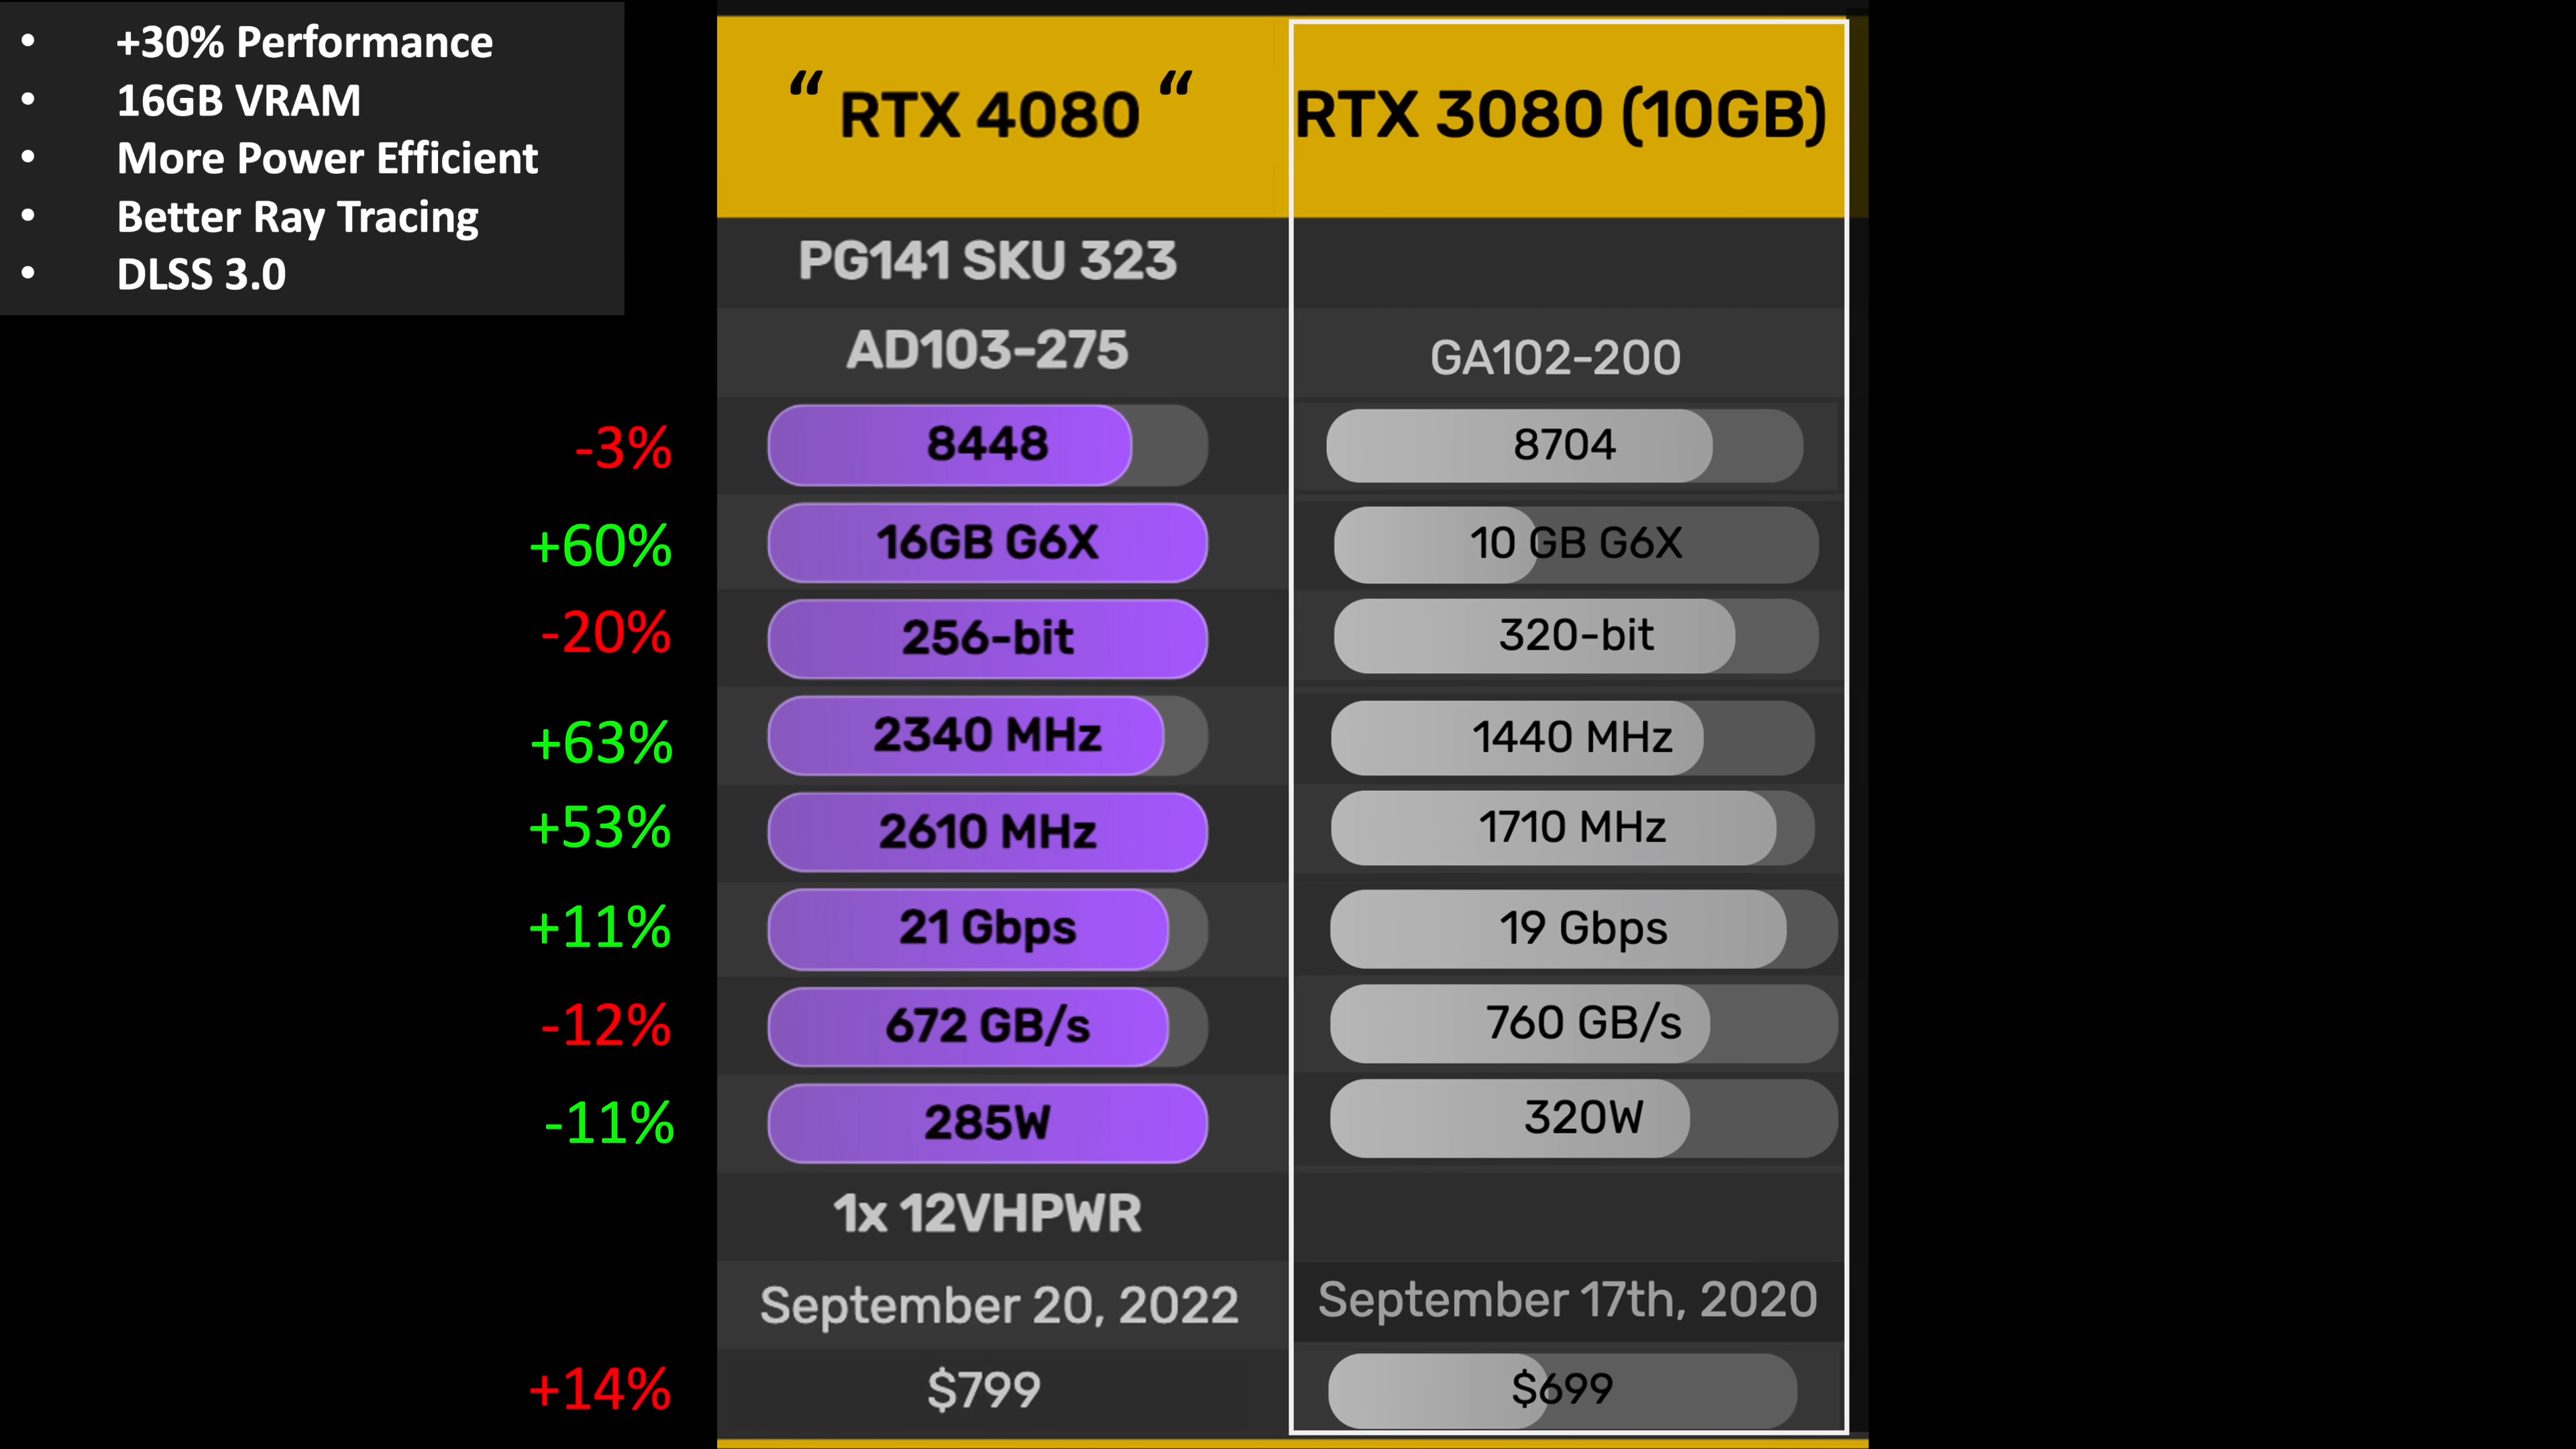 • +30% Performance
• 16GB VRAM
• More Power Efficient
• Better Ray Tracing
• DLSS 3.0
“ RTX 4080 “ RTX 3080 (10GB)
PG141 SKU 323
AD103-275 GA102-200
-3% 8448 8704
+60% 16GB G6X 10 GB G6X
-20% 256-bit 320-bit
+63% 2340 MHz 1440 MHz
+53% 2610 MHz 1710 MHz
+11% 21 Gbps 19 Gbps
-12% 672 GB/s 760 GB/s
-11% 285W 320W
1x 12VHPWR
September 20, 2022 September 17th, 2020
+14% $799 $699